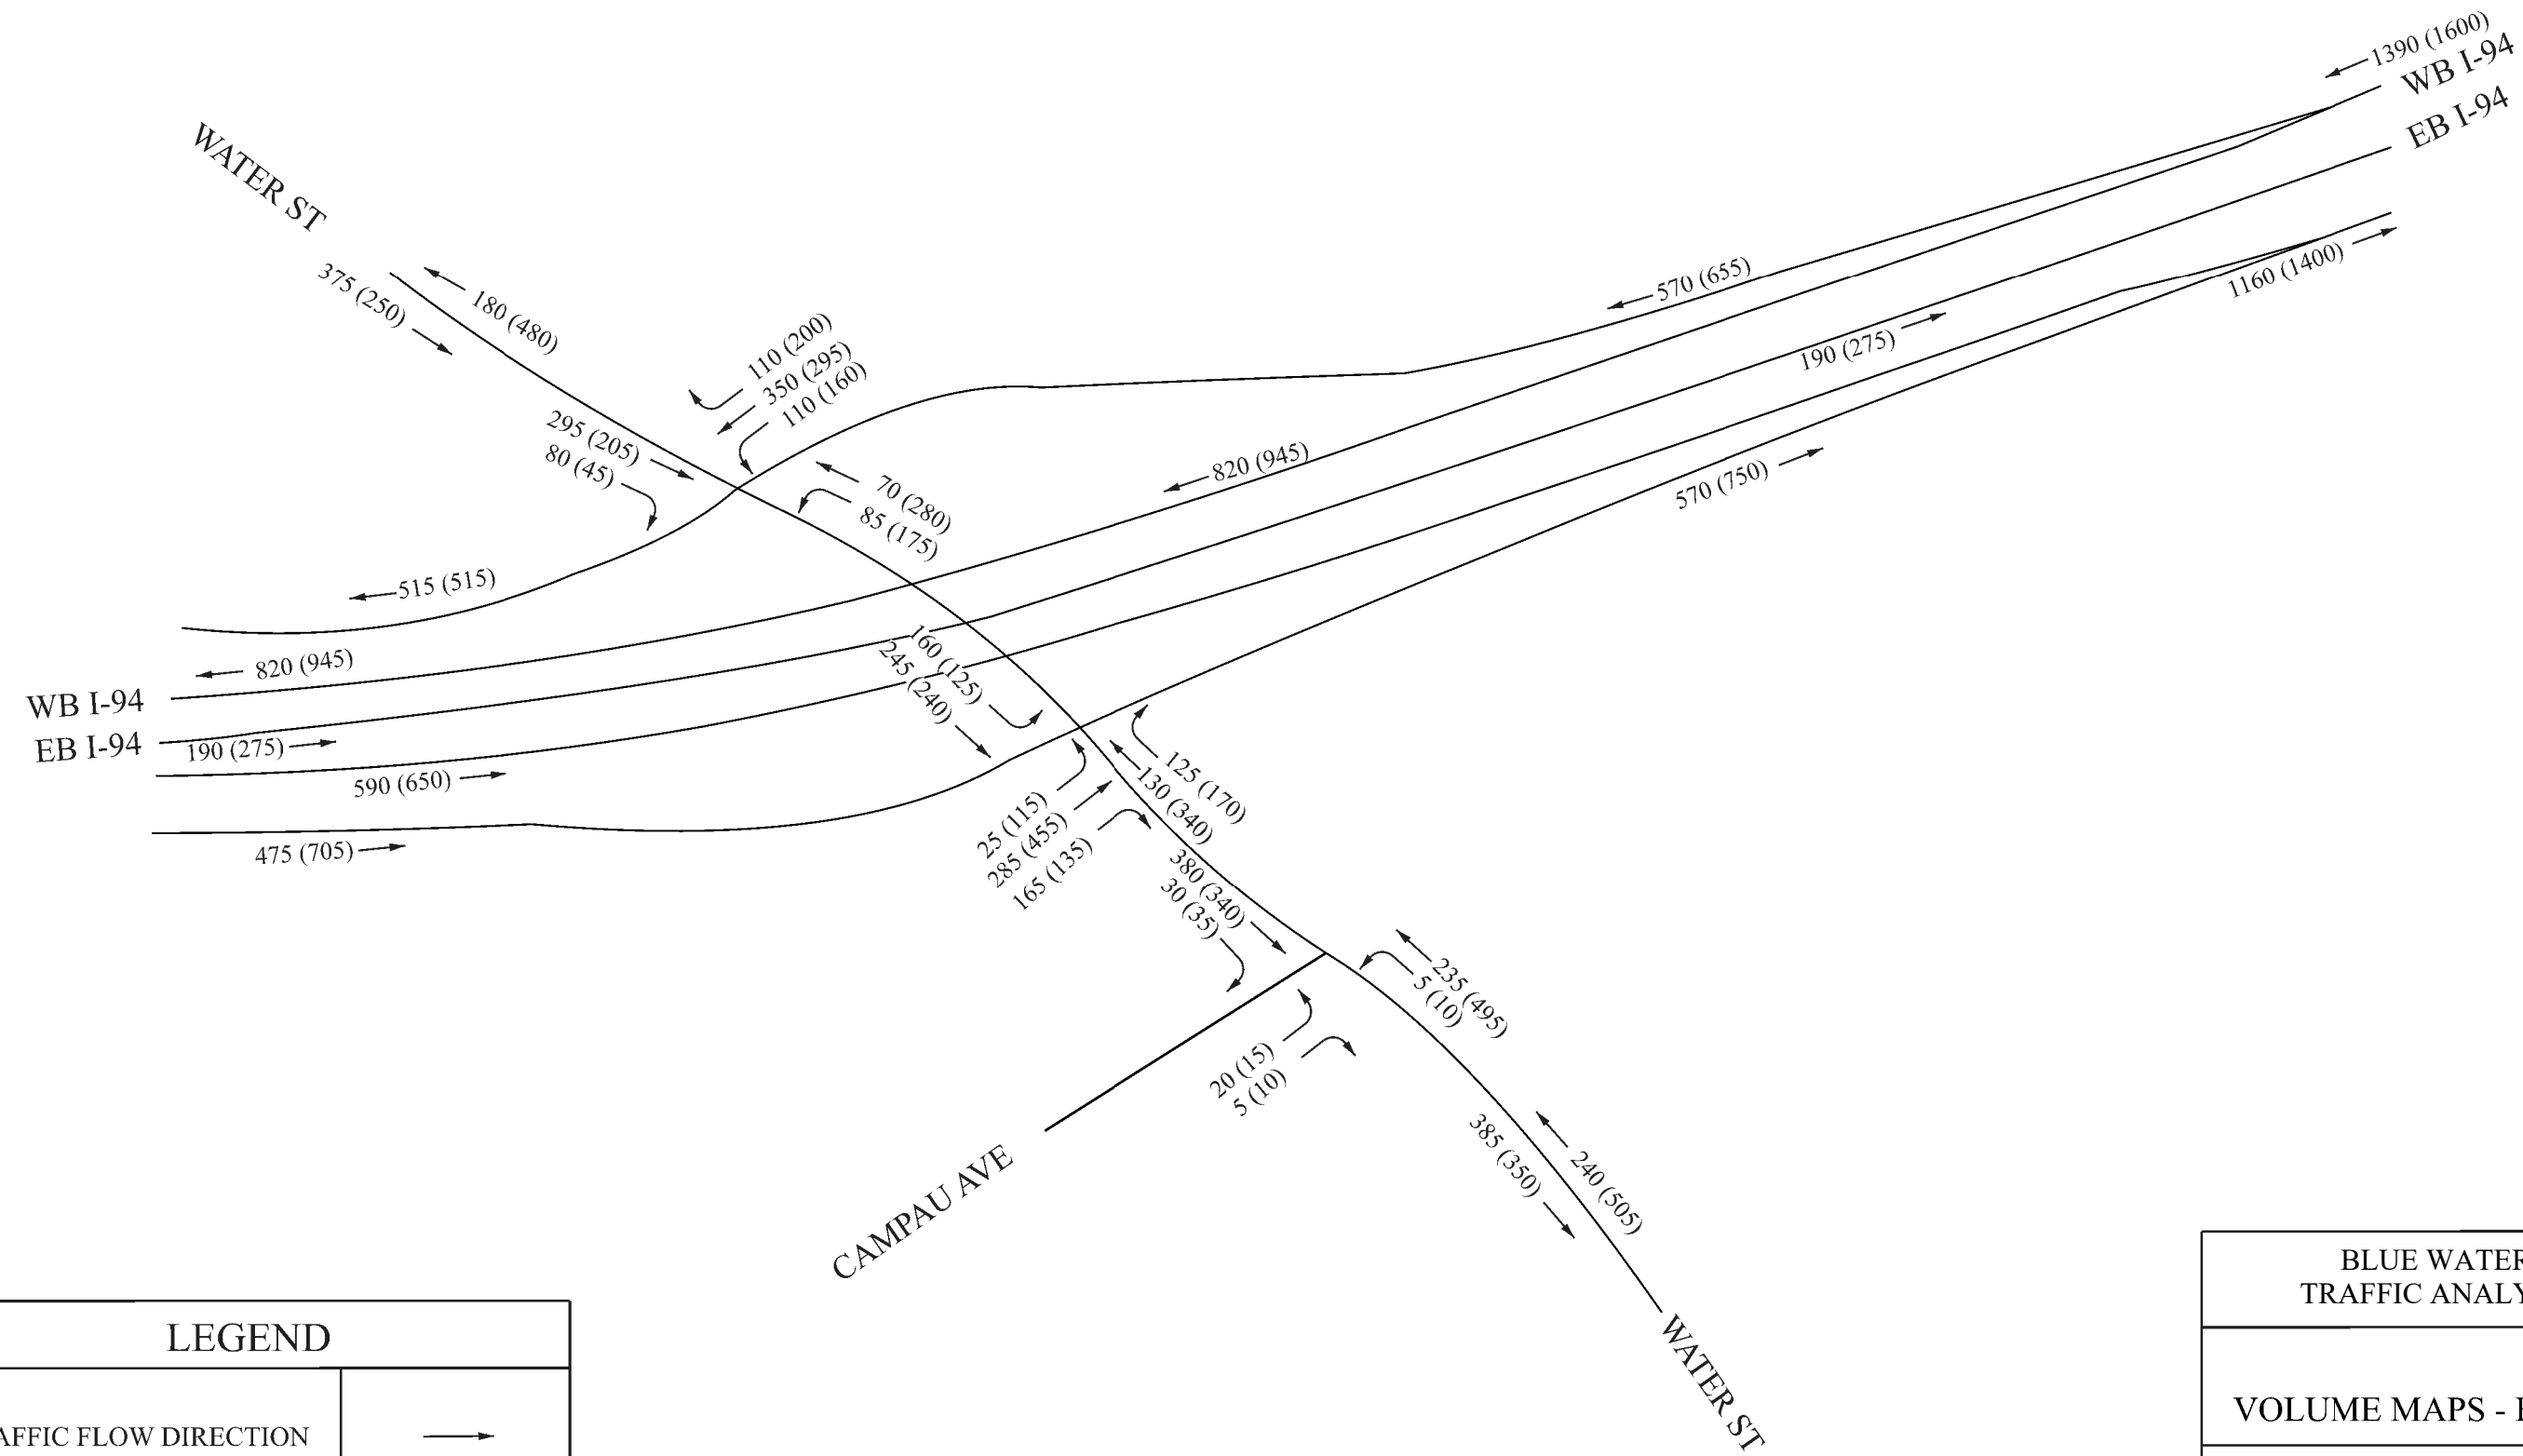 1390 (1600)
WB I-94
EB I-94
WATER ST
375 (250)
180 (480)
570 (655)
1160 (1400)
190 (275)
110 (200)
350 (295)
110 (160)
295 (205)
80 (45)
70 (280)
85 (175)
820 (945)
570 (750)
515 (515)
820 (945)
WB I-94
EB I-94
190 (275)
590 (650)
475 (705)
160 (125)
245 (240)
125 (170)
130 (340)
25 (115)
285 (455)
165 (135)
380 (340)
30 (35)
235 (495)
5 (10)
20 (15)
5 (10)
385 (350)
240 (505)
CAMPAU AVE
WATER ST
LEGEND
AFFIC FLOW DIRECTION
BLUE WATER
TRAFFIC ANALY
VOLUME MAPS -